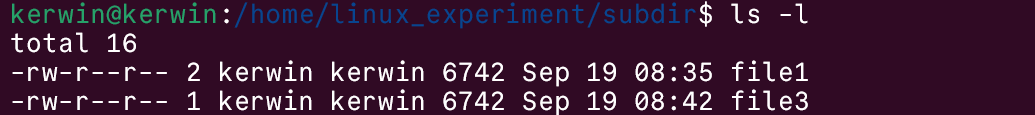 kerwin@kerwin:/home/linux_experiment/subdir$ ls -l
total 16
-rw-r--r-- 2 kerwin kerwin 6742 Sep 19 08:35 file1
-rw-r--r-- 1 kerwin kerwin 6742 Sep 19 08:42 file3